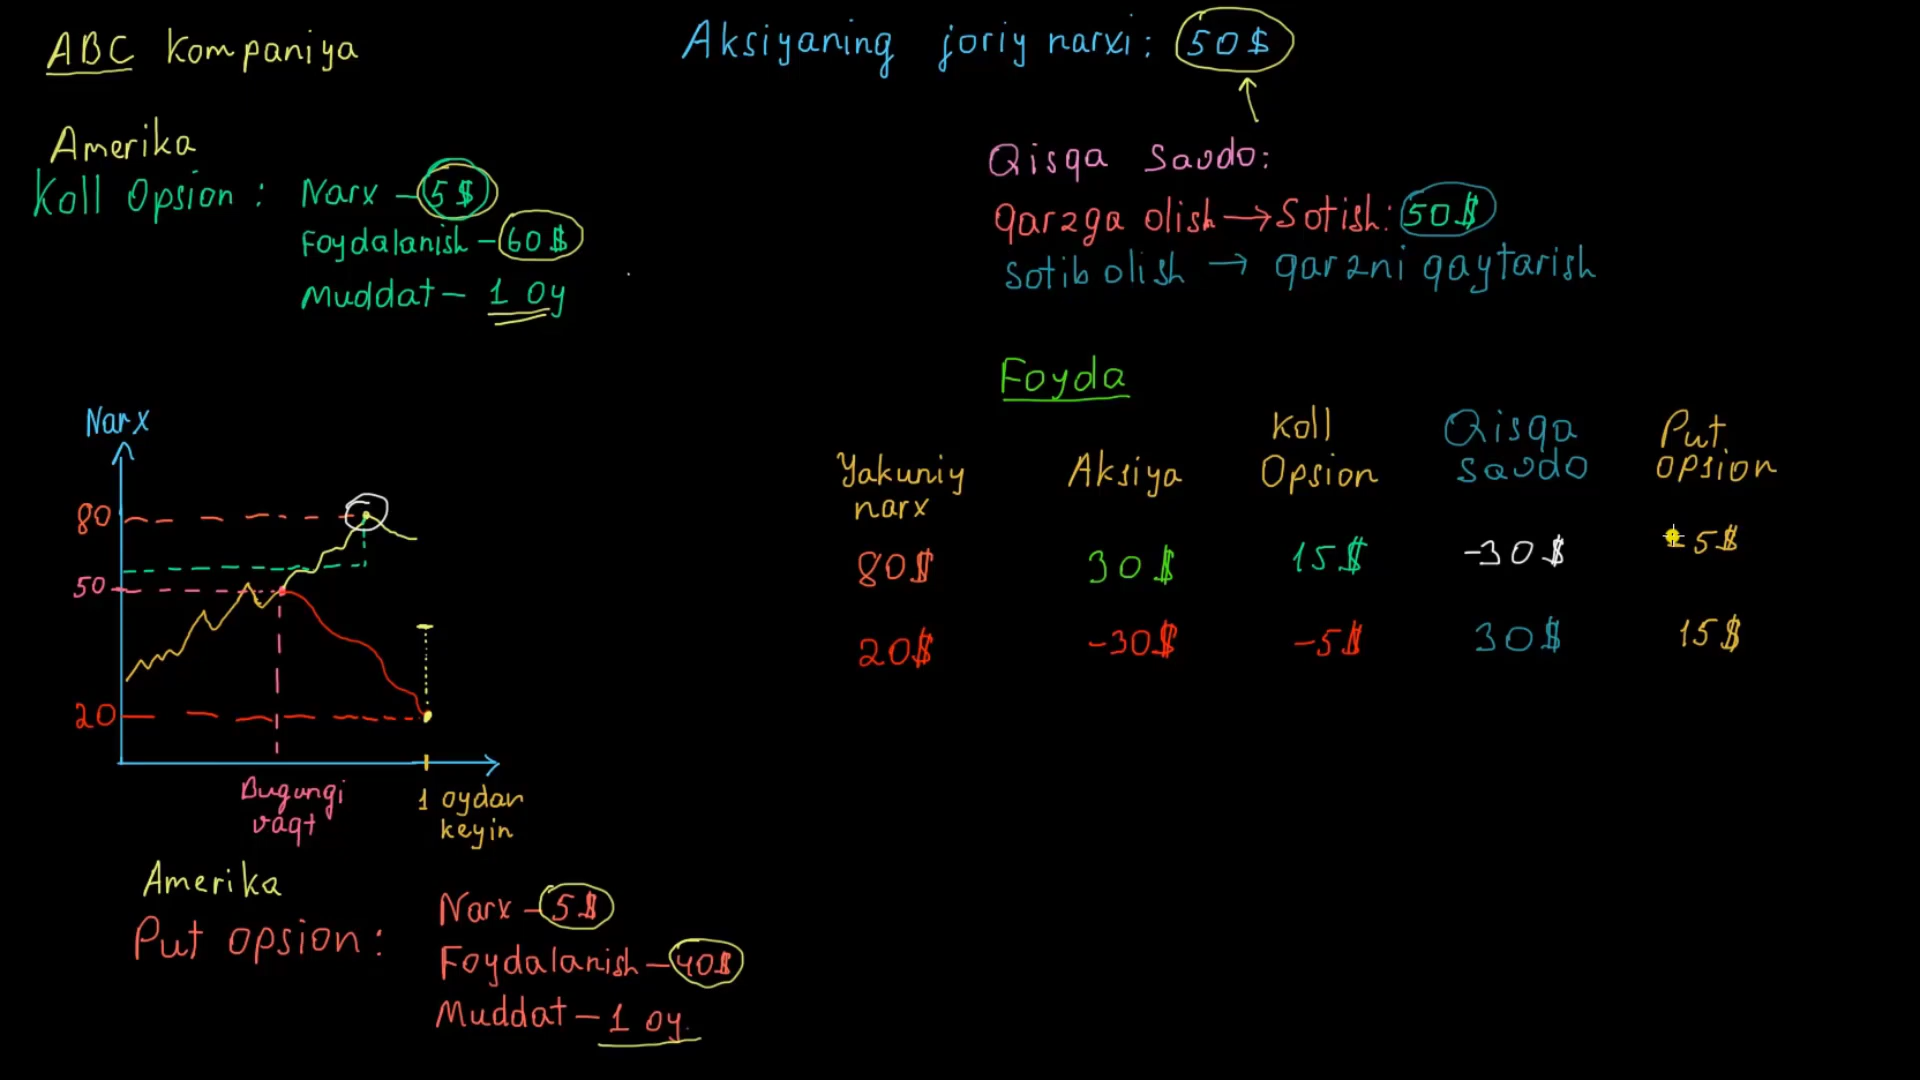 ABC Kompaniya
Aksiyaning joriy narxi: 50$
Amerika
Koll Opsion: Narx - 5$
Foydalanish - 60$
Muddat - 1 oy
Qisqa Savdo:
qarzga olish → Sotish: 50$
Sotib olish → qarzni qaytarish
Foyda
Yakuniy narx Aksiya Koll Opsion Qisqa savdo Put opsion
80$ 30$ 15$ -30$ -5$
20$ -30$ -5$ 30$ 15$
Narx
80
50
20
Bugungi vaqt
1 oydan keyin
Amerika
Put opsion: Narx - 5$
Foydalanish - 40$
Muddat - 1 oy